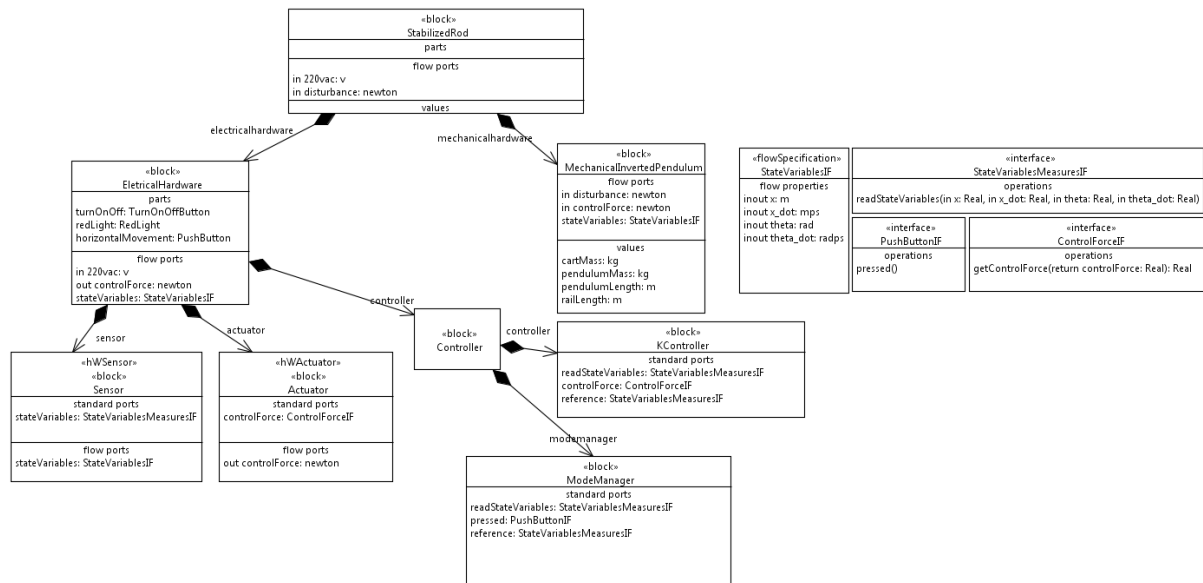 «block»
StabilizedRod
parts
flow ports
in 220vac: v
in disturbance: newton
values
electricalhardware
mechanicalhardware
«block»
EletricalHardware
parts
turnOnOff: TurnOnOffButton
redLight: RedLight
horizontalMovement: PushButton
flow ports
in 220vac: v
out controlForce: newton
stateVariables: StateVariablesIF
«block»
MechanicalInvertedPendulum
flow ports
in disturbance: newton
in controlForce: newton
stateVariables: StateVariablesIF
values
cartMass: kg
pendulumMass: kg
pendulumLength: m
railLength: m
«flowSpecification»
StateVariablesIF
flow properties
inout x: m
inout x_dot: mps
inout theta: rad
inout theta_dot: radps
«interface»
StateVariablesMeasuresIF
operations
readStateVariables(in x: Real, in x_dot: Real, in theta: Real, in theta_dot: Real)
«interface»
PushButtonIF
operations
pressed()
«interface»
ControlForceIF
operations
getControlForce(return controlForce: Real): Real
controller
sensor
actuator
«hWSensor»
«block»
Sensor
standard ports
stateVariables: StateVariablesMeasuresIF
flow ports
stateVariables: StateVariablesIF
«hWActuator»
«block»
Actuator
standard ports
controlForce: ControlForceIF
flow ports
out controlForce: newton
«block»
Controller
controller
«block»
KController
standard ports
readStateVariables: StateVariablesMeasuresIF
controlForce: ControlForceIF
reference: StateVariablesMeasuresIF
modemanager
«block»
ModeManager
standard ports
readStateVariables: StateVariablesMeasuresIF
pressed: PushButtonIF
reference: StateVariablesMeasuresIF